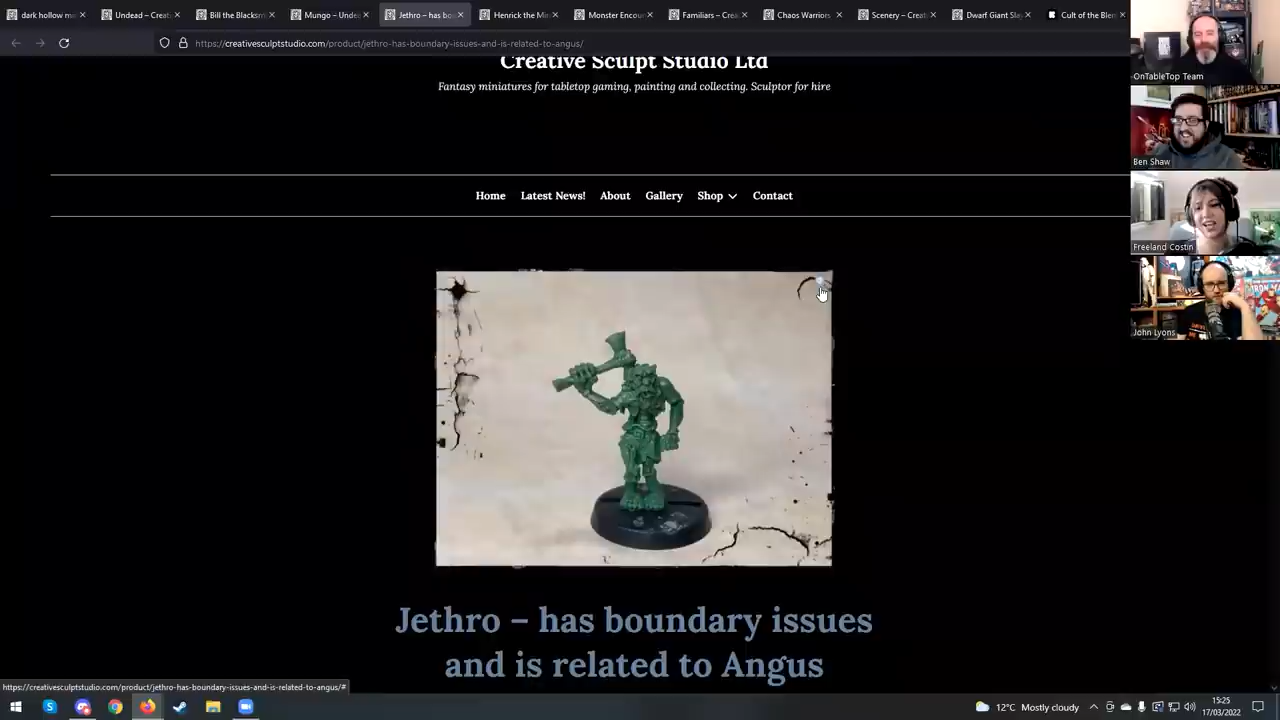 dark hollow ma
Undead – Creati
Bill the Blacksm
Mungo – Unde
Jethro – has bou
Henrick the Mi
Monster Encou
Familiars – Crea
Chaos Warriors
Scenery – Creat
Dwarf Giant Sla
Cult of the Blen
https://creativesculptstudio.com/product/jethro-has-boundary-issues-and-is-related-to-angus/
Creative Sculpt Studio Ltd
Fantasy miniatures for tabletop gaming, painting and collecting. Sculptor for hire
Home Latest News! About Gallery Shop Contact
OnTableTop Team
Ben Shaw
Freeland Costin
John Lyons
Jethro – has boundary issues
and is related to Angus
https://creativesculptstudio.com/product/jethro-has-boundary-issues-and-is-related-to-angus/#
12°C Mostly cloudy
15:25
17/03/2022